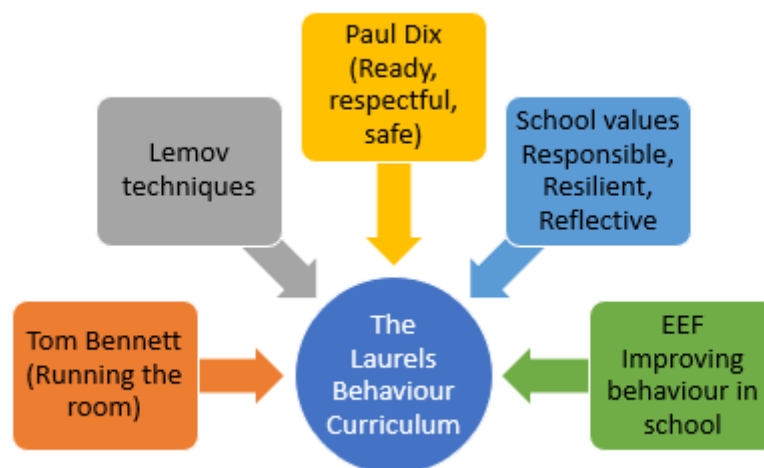 Paul Dix
(Ready,
respectful,
safe)
Lemov
techniques
School values
Responsible,
Resilient,
Reflective
Tom Bennett
(Running the
room)
The
Laurels
Behaviour
Curriculum
EEF
Improving
behaviour in
school